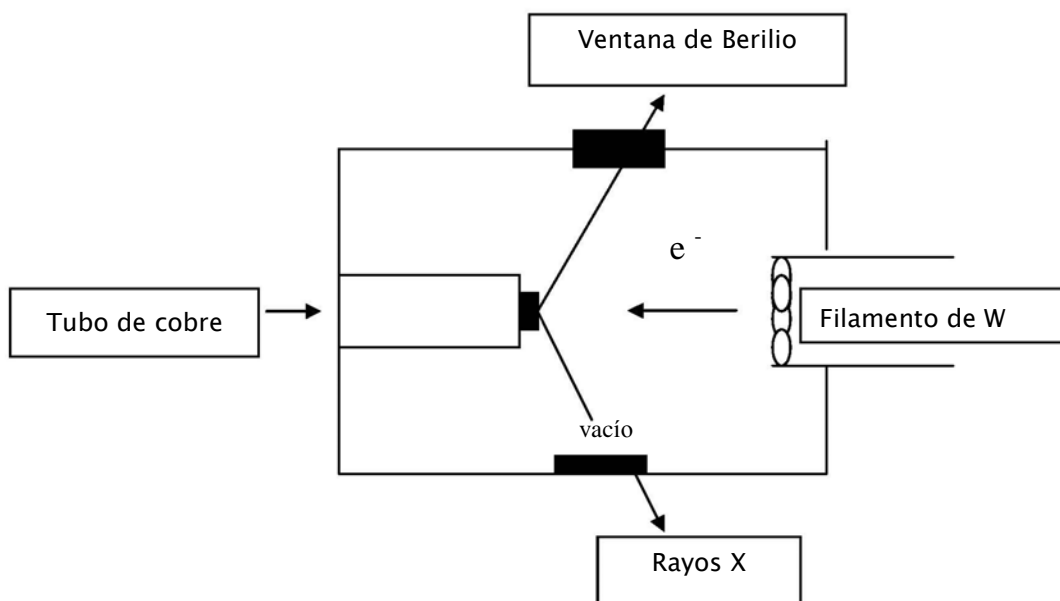 Ventana de Berilio
e -
Tubo de cobre
Filamento de W
vacío
Rayos X